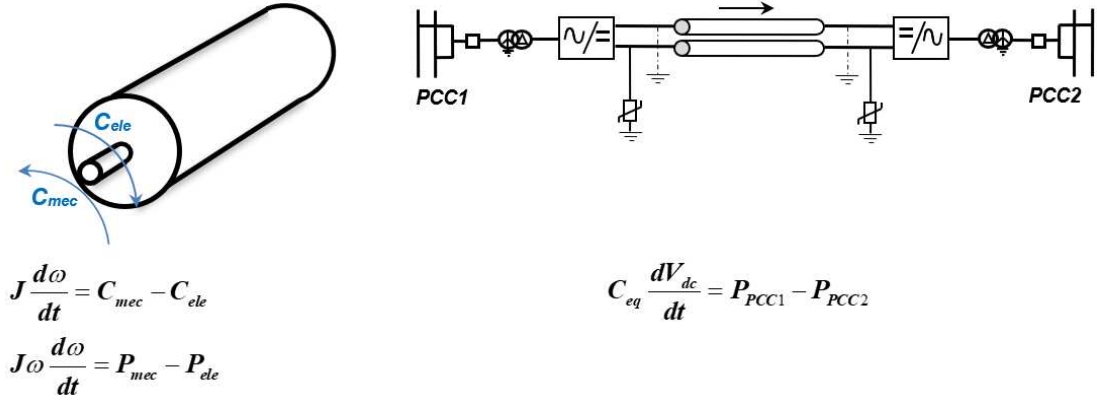 PCC1
PCC2
~/=
=/~
C_ele
C_mec
J dω/dt = C_mec − C_ele
Jω dω/dt = P_mec − P_ele
C_eq dV_dc/dt = P_PCC1 − P_PCC2